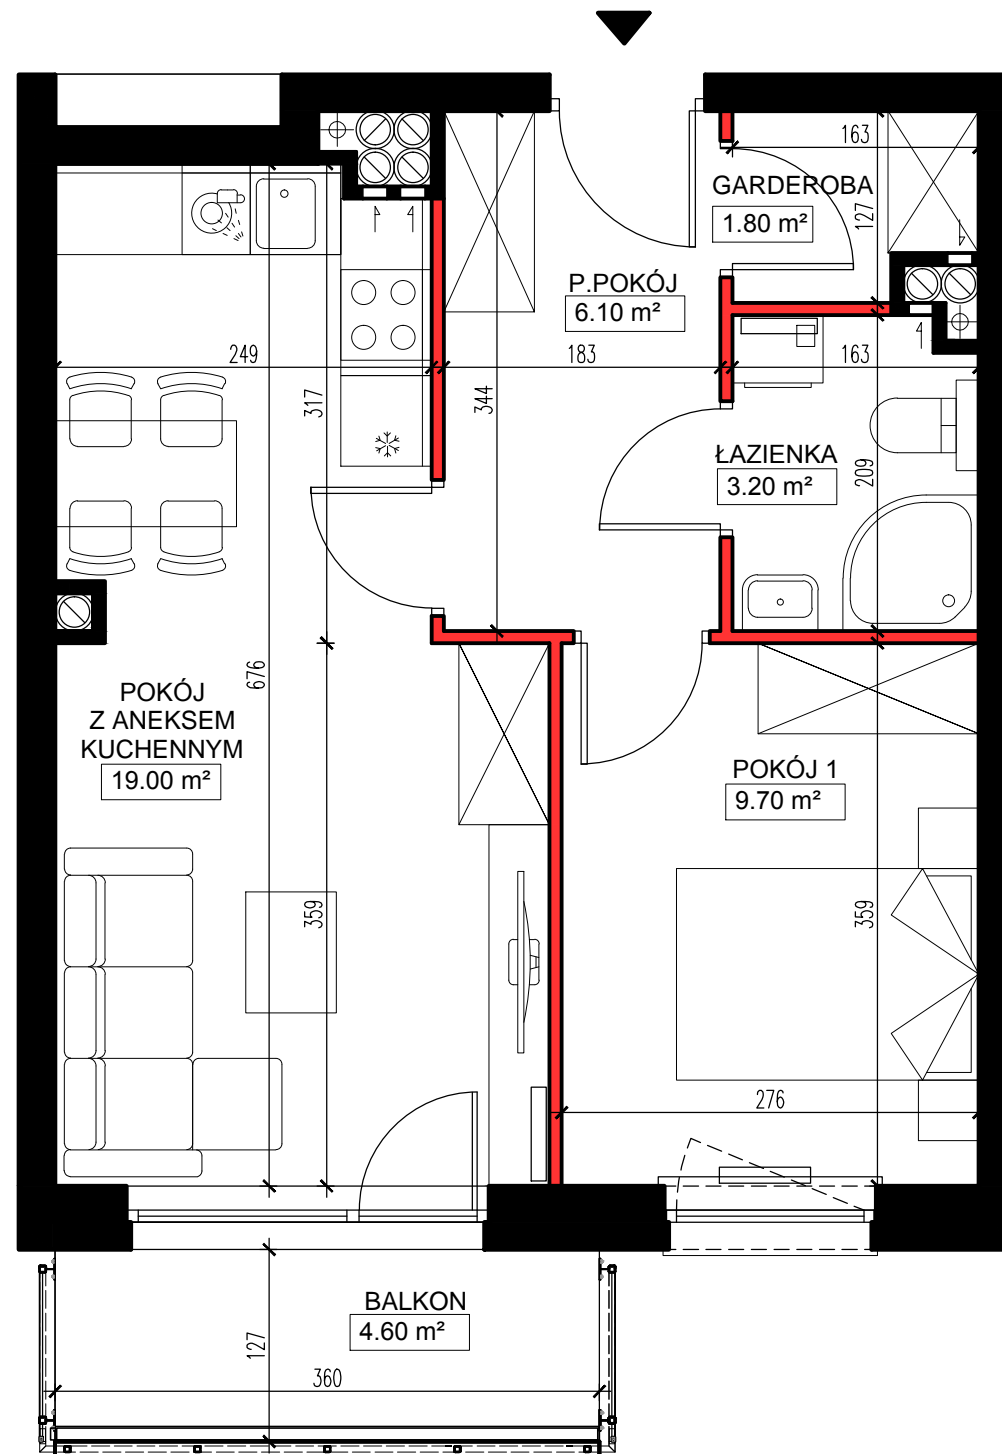 163
GARDEROBA
1.80 m²
127
P.POKÓJ
6.10 m²
249
183
163
317
344
ŁAZIENKA
3.20 m²
209
676
POKÓJ
Z ANEKSEM
KUCHENNYM
19.00 m²
POKÓJ 1
9.70 m²
359
359
276
BALKON
4.60 m²
127
360